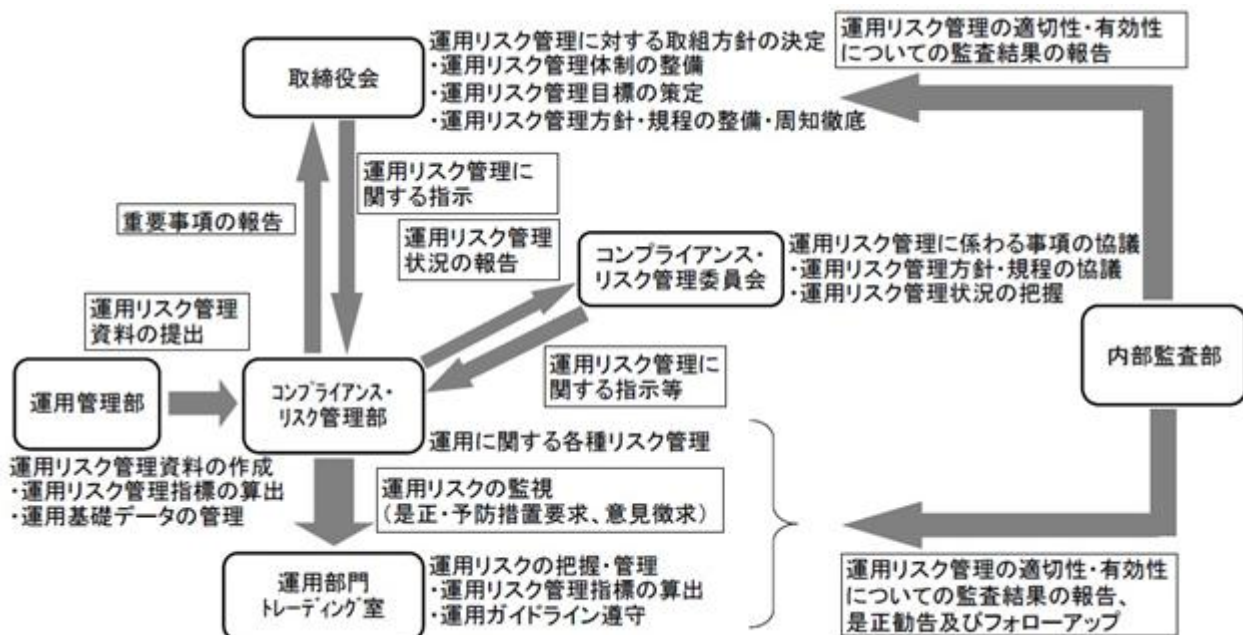 運用リスク管理に対する取組方針の決定
・運用リスク管理体制の整備
・運用リスク管理目標の策定
・運用リスク管理方針・規程の整備・周知徹底
取締役会
運用リスク管理の適切性・有効性
についての監査結果の報告
運用リスク管理に
関する指示
重要事項の報告
運用リスク管理
状況の報告
コンプライアンス・
リスク管理委員会
運用リスク管理に係わる事項の協議
・運用リスク管理方針・規程の協議
・運用リスク管理状況の把握
運用リスク管理
資料の提出
内部監査部
運用管理部
コンプライアンス・
リスク管理部
運用リスク管理に
関する指示等
運用に関する各種リスク管理
運用リスク管理資料の作成
・運用リスク管理指標の算出
・運用基礎データの管理
運用リスクの監視
（是正・予防措置要求、意見徴求）
運用部門
トレーディング室
運用リスクの把握・管理
・運用リスク管理指標の算出
・運用ガイドライン遵守
運用リスク管理の適切性・有効性
についての監査結果の報告、
是正勧告及びフォローアップ